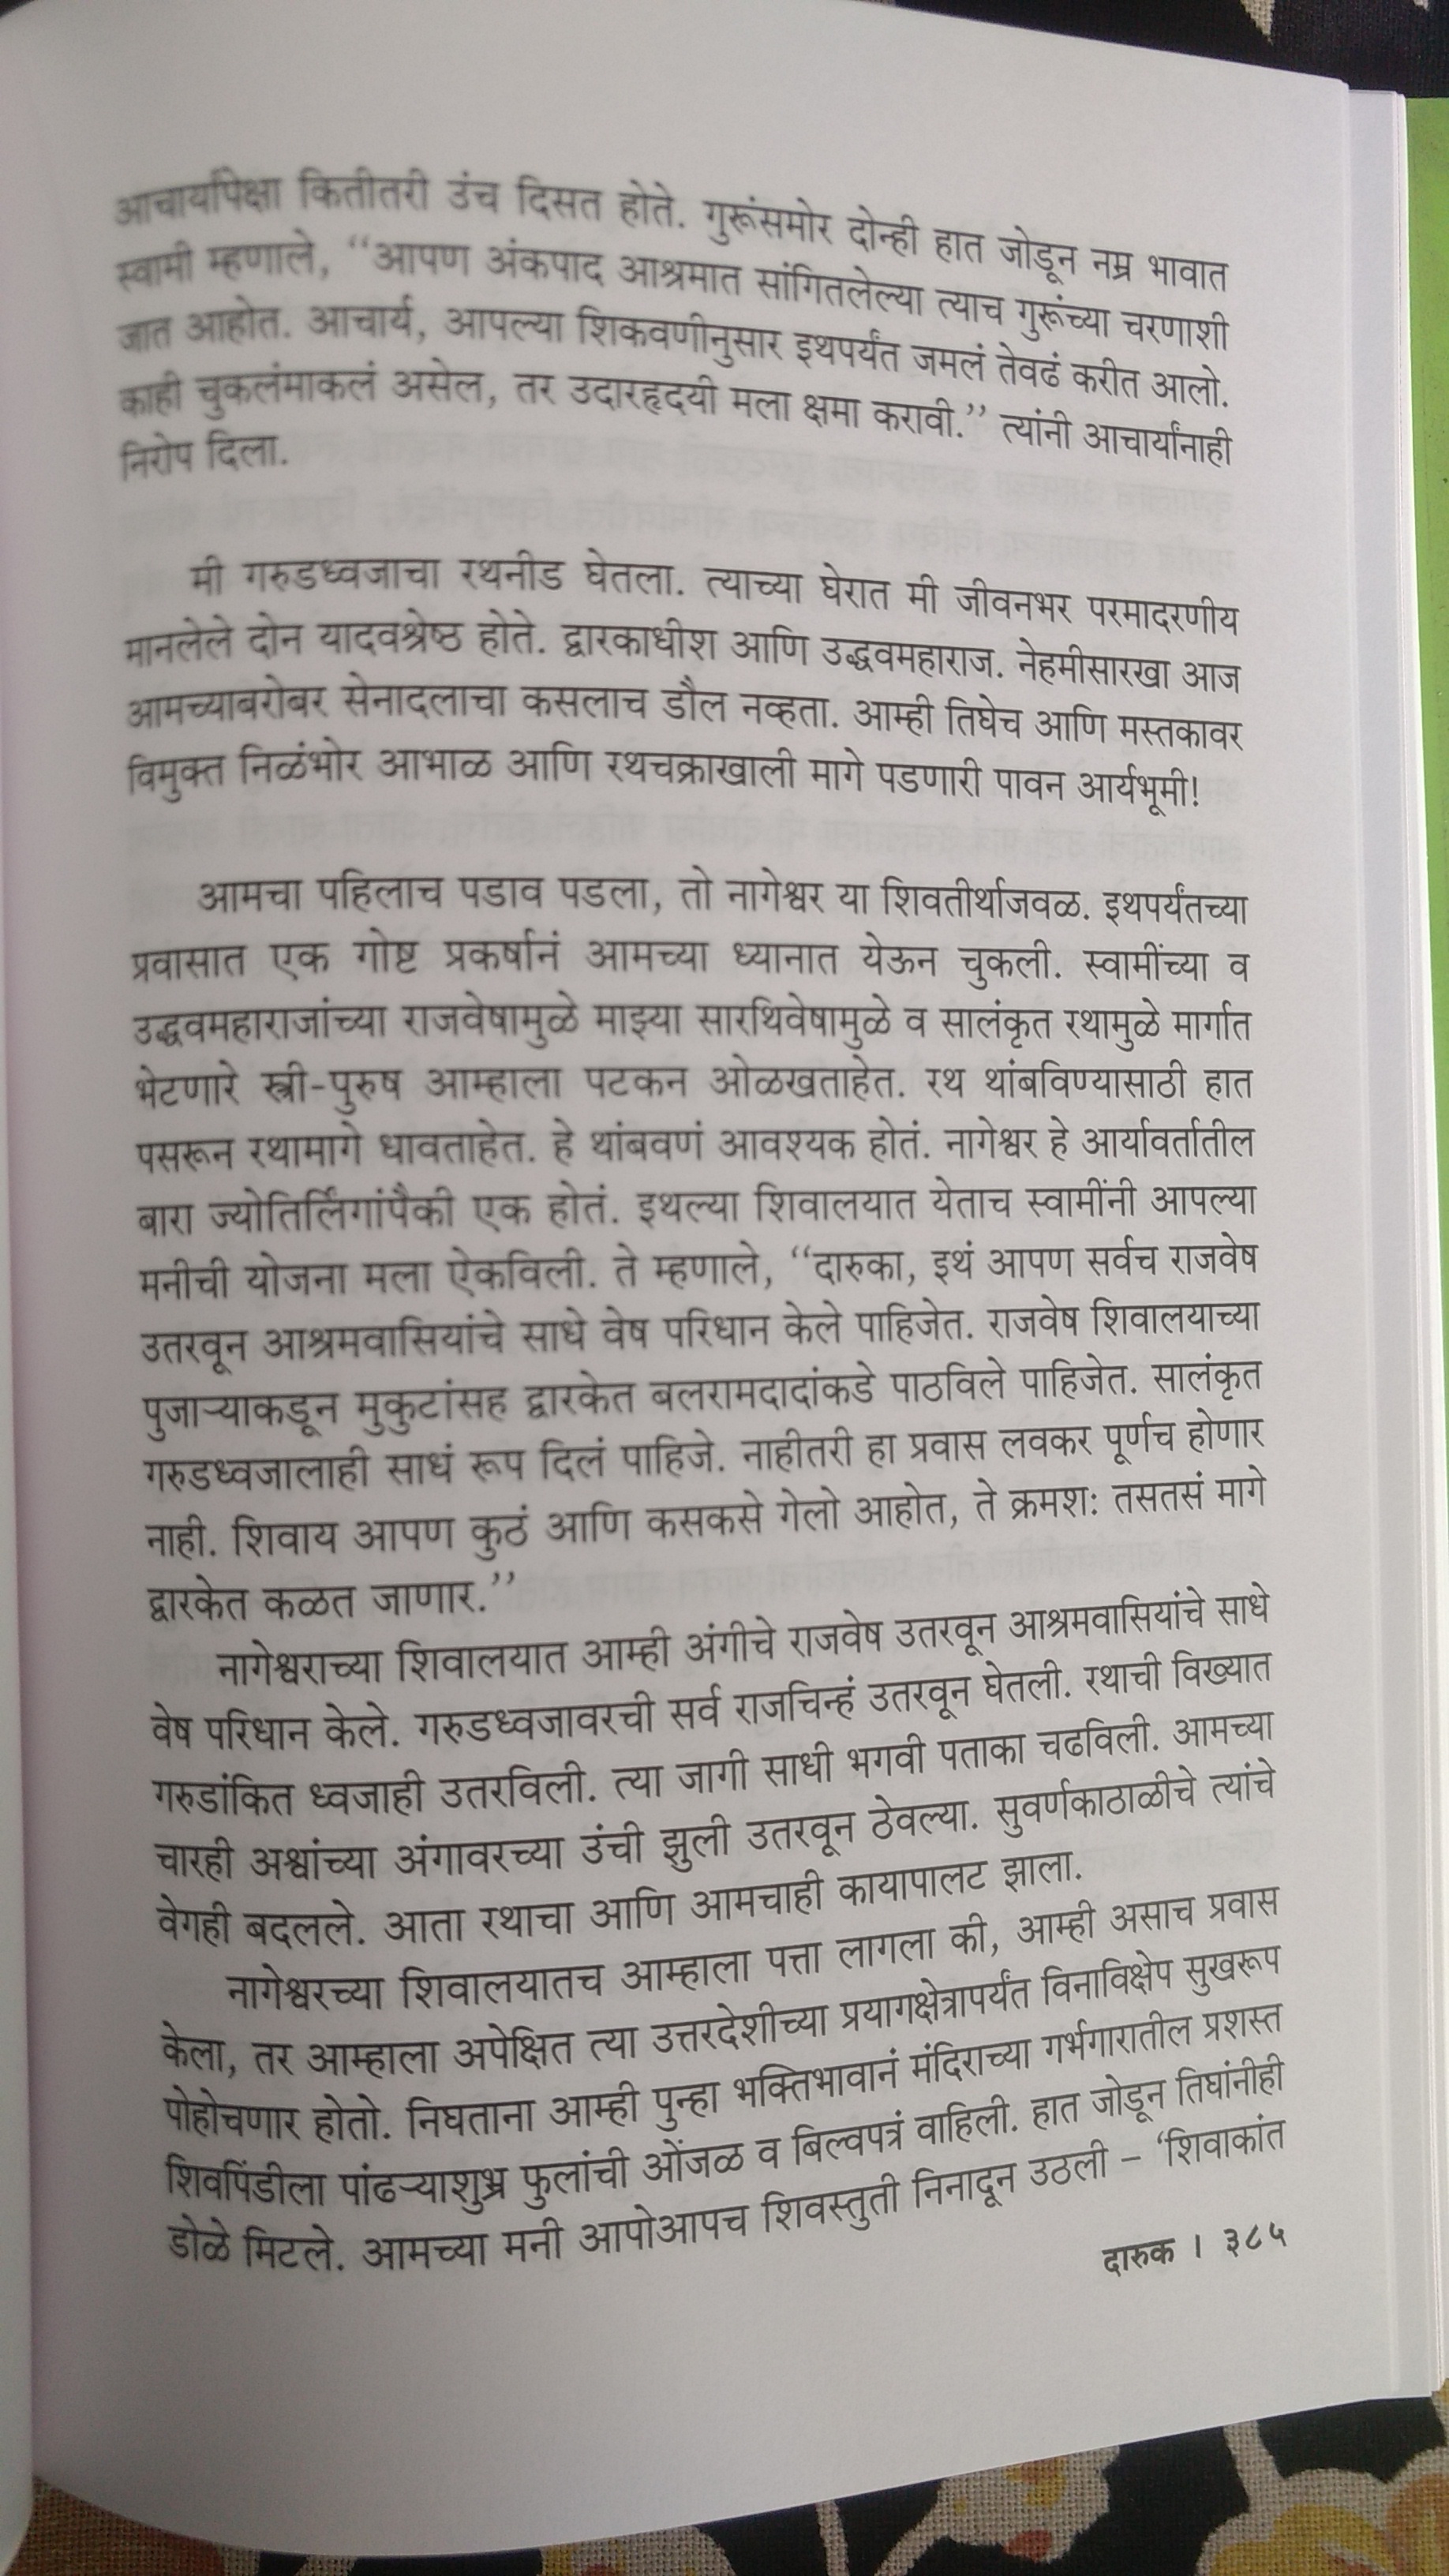 आचार्यांपेक्षा कितीतरी उंच दिसत होते. गुरूंसमोर दोन्ही हात जोडून नम्र भावात
स्वामी म्हणाले, “आपण अंकपाद आश्रमात सांगितलेल्या त्याच गुरूंच्या चरणाशी
जात आहोत. आचार्य, आपल्या शिकवणीनुसार इथपर्यंत जमलं तेवढं करीत आलो.
काही चुकलंमाकलं असेल, तर उदारहृदयी मला क्षमा करावी.” त्यांनी आचार्यांनाही
निरोप दिला.
मी गरुडध्वजाचा रथनीड घेतला. त्याच्या घेरात मी जीवनभर परमादरणीय
मानलेले दोन यादवश्रेष्ठ होते. द्वारकाधीश आणि उद्धवमहाराज. नेहमीसारखा आज
आमच्याबरोबर सेनादलाचा कसलाच डौल नव्हता. आम्ही तिघेच आणि मस्तकावर
विमुक्त निळंभोर आभाळ आणि रथचक्राखाली मागे पडणारी पावन आर्यभूमी!
आमचा पहिलाच पडाव पडला, तो नागेश्वर या शिवतीर्थाजवळ. इथपर्यंतच्या
प्रवासात एक गोष्ट प्रकर्षानं आमच्या ध्यानात येऊन चुकली. स्वामींच्या व
उद्धवमहाराजांच्या राजवेषामुळे माझ्या सारथिवेषामुळे व सालंकृत रथामुळे मार्गात
भेटणारे स्त्री-पुरुष आम्हाला पटकन ओळखताहेत. रथ थांबविण्यासाठी हात
पसरून रथामागे धावताहेत. हे थांबवणं आवश्यक होतं. नागेश्वर हे आर्यावर्तातील
बारा ज्योतिर्लिंगांपैकी एक होतं. इथल्या शिवालयात येताच स्वामींनी आपल्या
मनीची योजना मला ऐकविली. ते म्हणाले, “दारुका, इथं आपण सर्वच राजवेष
उतरवून आश्रमवासियांचे साधे वेष परिधान केले पाहिजेत. राजवेष शिवालयाच्या
पुजाऱ्याकडून मुकुटांसह द्वारकेत बलरामदादांकडे पाठविले पाहिजेत. सालंकृत
गरुडध्वजालाही साधं रूप दिलं पाहिजे. नाहीतरी हा प्रवास लवकर पूर्णच होणार
नाही. शिवाय आपण कुठं आणि कसकसे गेलो आहोत, ते क्रमशः तसतसं मागे
द्वारकेत कळत जाणार.”
नागेश्वराच्या शिवालयात आम्ही अंगीचे राजवेष उतरवून आश्रमवासियांचे साधे
वेष परिधान केले. गरुडध्वजावरची सर्व राजचिन्हं उतरवून घेतली. रथाची विख्यात
गरुडांकित ध्वजाही उतरविली. त्या जागी साधी भगवी पताका चढविली. आमच्या
चारही अश्वांच्या अंगावरच्या उंची झुली उतरवून ठेवल्या. सुवर्णकाठाळीचे त्यांचे
वेगही बदलले. आता रथाचा आणि आमचाही कायापालट झाला.
नागेश्वरच्या शिवालयातच आम्हाला पत्ता लागला की, आम्ही असाच प्रवास
केला, तर आम्हाला अपेक्षित त्या उत्तरदेशीच्या प्रयागक्षेत्रापर्यंत विनाविक्षेप सुखरूप
पोहोचणार होतो. निघताना आम्ही पुन्हा भक्तिभावानं मंदिराच्या गर्भगारातील प्रशस्त
शिवपिंडीला पांढऱ्याशुभ्र फुलांची ओंजळ व बिल्वपत्रं वाहिली. हात जोडून तिघांनीही
डोळे मिटले. आमच्या मनी आपोआपच शिवस्तुती निनादून उठली – ‘शिवाकांत
दारुक । ३८५